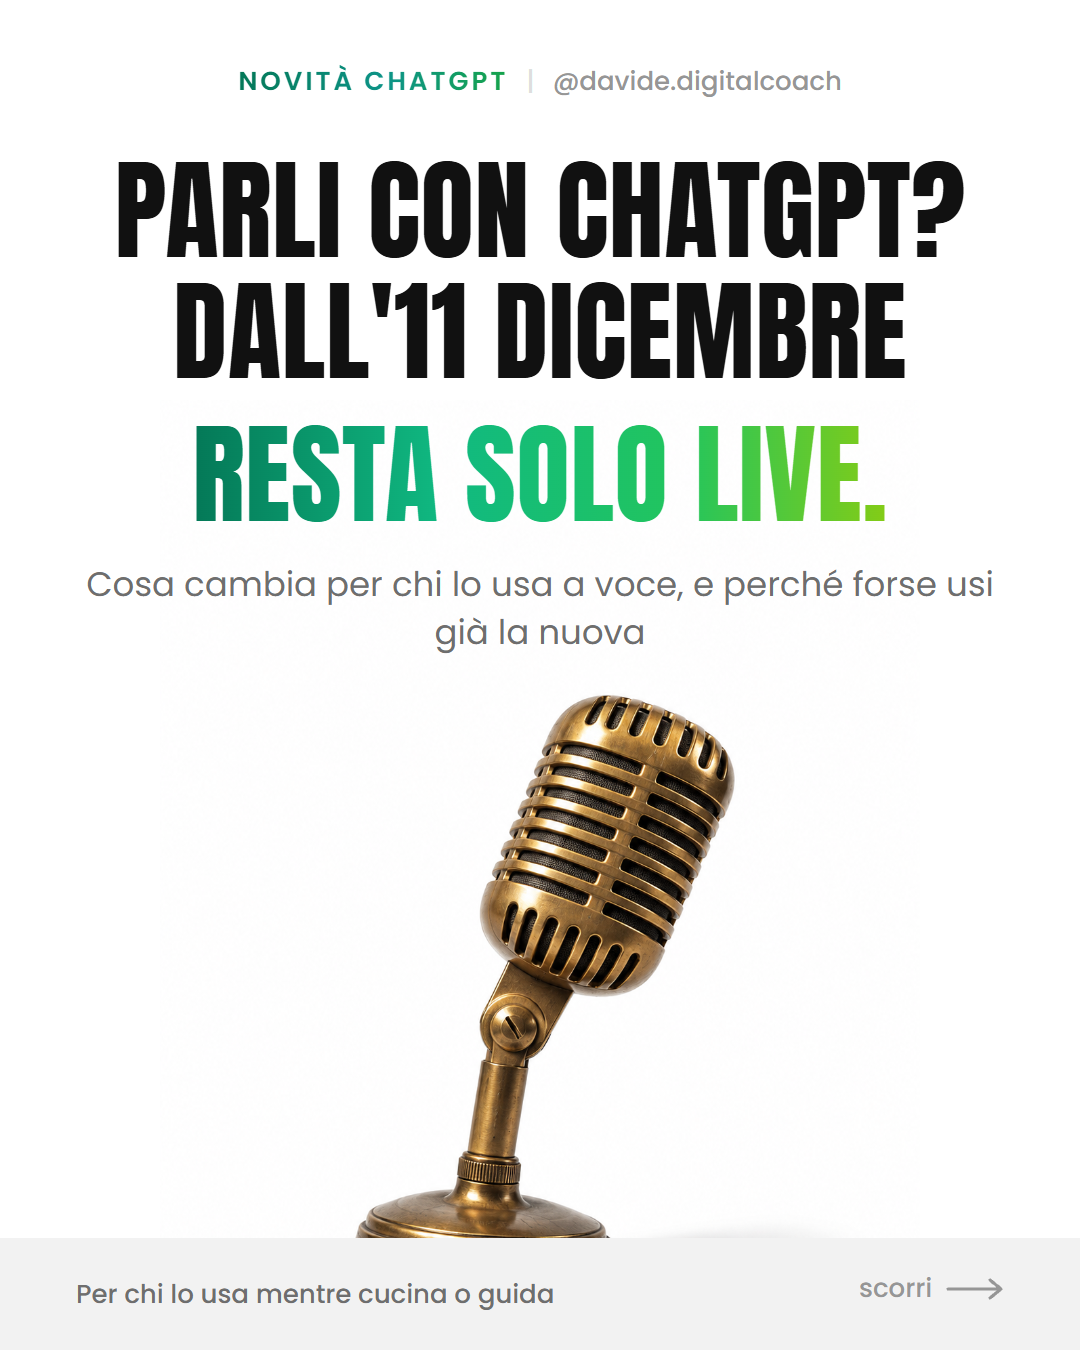 NOVITÀ CHATGPT | @davide.digitalcoach
PARLI CON CHATGPT?
DALL'11 DICEMBRE
RESTA SOLO LIVE.
Cosa cambia per chi lo usa a voce, e perché forse usi
già la nuova
Per chi lo usa mentre cucina o guida
scorri